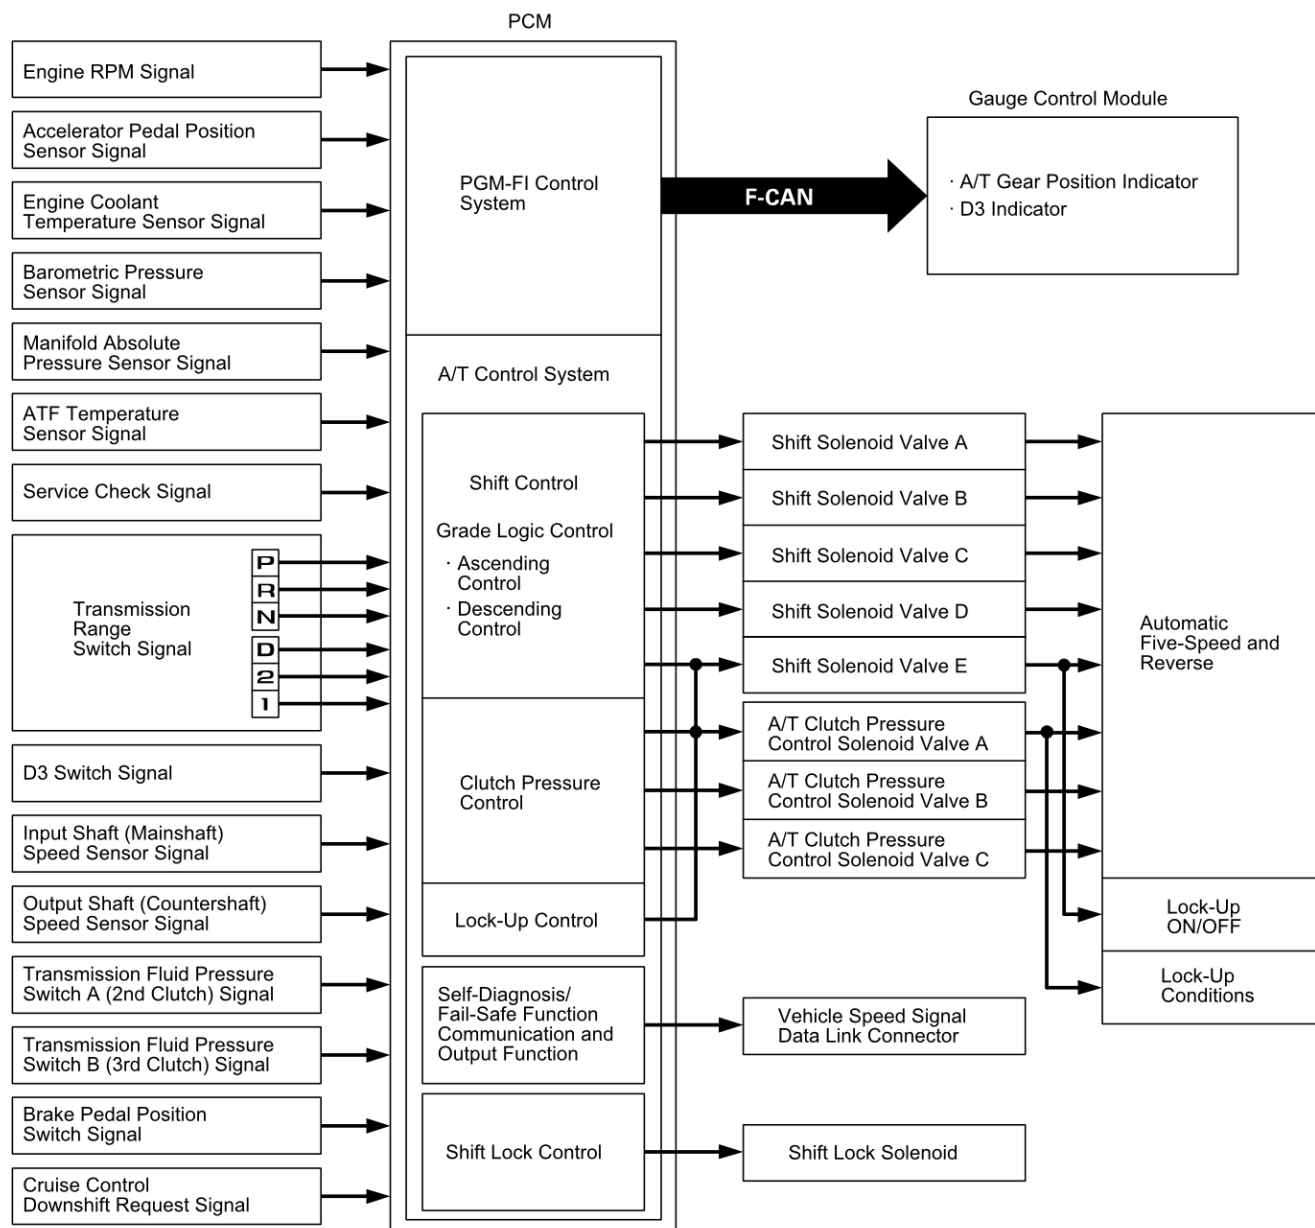 PCM
Engine RPM Signal
Accelerator Pedal Position
Sensor Signal
Engine Coolant
Temperature Sensor Signal
Barometric Pressure
Sensor Signal
Manifold Absolute
Pressure Sensor Signal
ATF Temperature
Sensor Signal
Service Check Signal
Transmission
Range
Switch Signal
P
R
N
D
2
1
D3 Switch Signal
Input Shaft (Mainshaft)
Speed Sensor Signal
Output Shaft (Countershaft)
Speed Sensor Signal
Transmission Fluid Pressure
Switch A (2nd Clutch) Signal
Transmission Fluid Pressure
Switch B (3rd Clutch) Signal
Brake Pedal Position
Switch Signal
Cruise Control
Downshift Request Signal
PGM-FI Control
System
A/T Control System
Shift Control
Grade Logic Control
· Ascending
Control
· Descending
Control
Clutch Pressure
Control
Lock-Up Control
Self-Diagnosis/
Fail-Safe Function
Communication and
Output Function
Shift Lock Control
F-CAN
Gauge Control Module
· A/T Gear Position Indicator
· D3 Indicator
Shift Solenoid Valve A
Shift Solenoid Valve B
Shift Solenoid Valve C
Shift Solenoid Valve D
Shift Solenoid Valve E
A/T Clutch Pressure
Control Solenoid Valve A
A/T Clutch Pressure
Control Solenoid Valve B
A/T Clutch Pressure
Control Solenoid Valve C
Vehicle Speed Signal
Data Link Connector
Shift Lock Solenoid
Automatic
Five-Speed and
Reverse
Lock-Up
ON/OFF
Lock-Up
Conditions